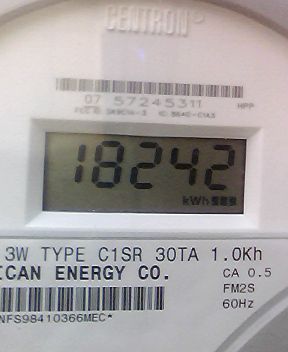 CENTRON®
07 57245311 HPP
18242
kWh
3W TYPE C1SR 30TA 1.0Kh
ICAN ENERGY CO. CA 0.5
FM2S
60Hz
NFS98410366MEC*